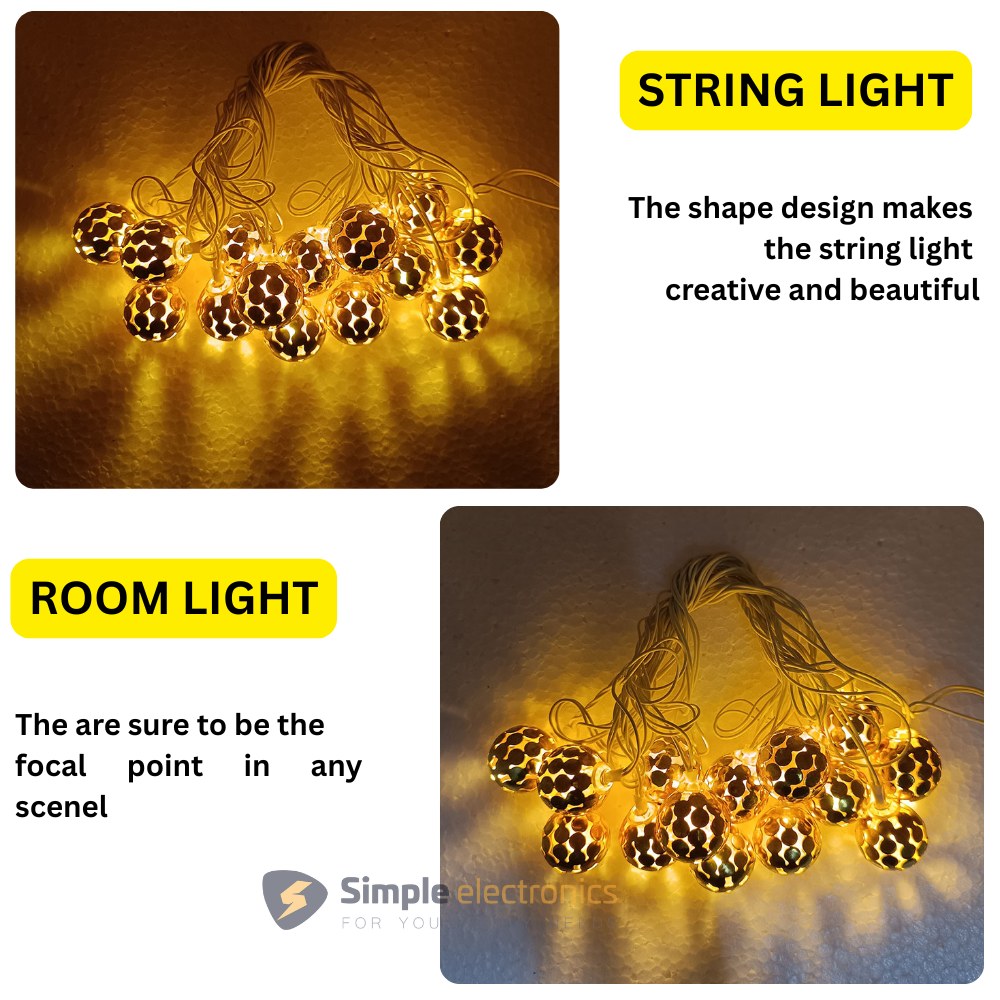 STRING LIGHT
The shape design makes
the string light
creative and beautiful
ROOM LIGHT
The are sure to be the
focal point in any
scenel
Simple electronics
FOR YOU